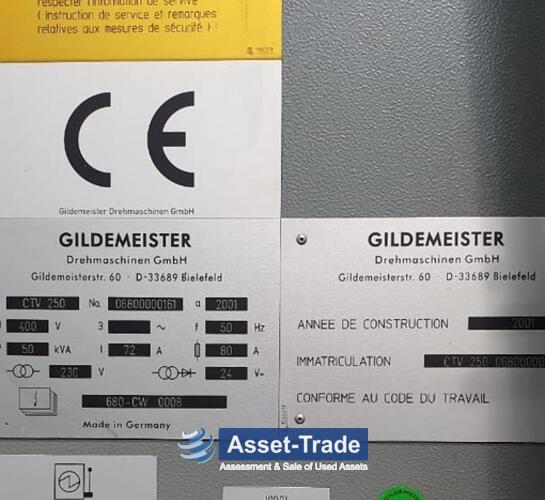 respecter l'information de service
( Instruction de service et remarques
relatives aux mesures de sécurité ) !
CE
Gildemeister Drehmaschinen GmbH
GILDEMEISTER
Drehmaschinen GmbH
Gildemeisterstr. 60 · D-33689 Bielefeld
CTV 250 No. 06800000161 a 2001
400 V 3 ~ f 50 Hz
50 kVA I 72 A 80 A
230 V 24 V-
680-CW 0008
Made in Germany
GILDEMEISTER
Drehmaschinen GmbH
Gildemeisterstr. 60 · D-33689 Bielefeld
ANNEE DE CONSTRUCTION 2001
IMMATRICULATION CTV 250 06800000
CONFORME AU CODE DU TRAVAIL
Asset-Trade
Assessment & Sale of Used Assets
GILDEMEIS